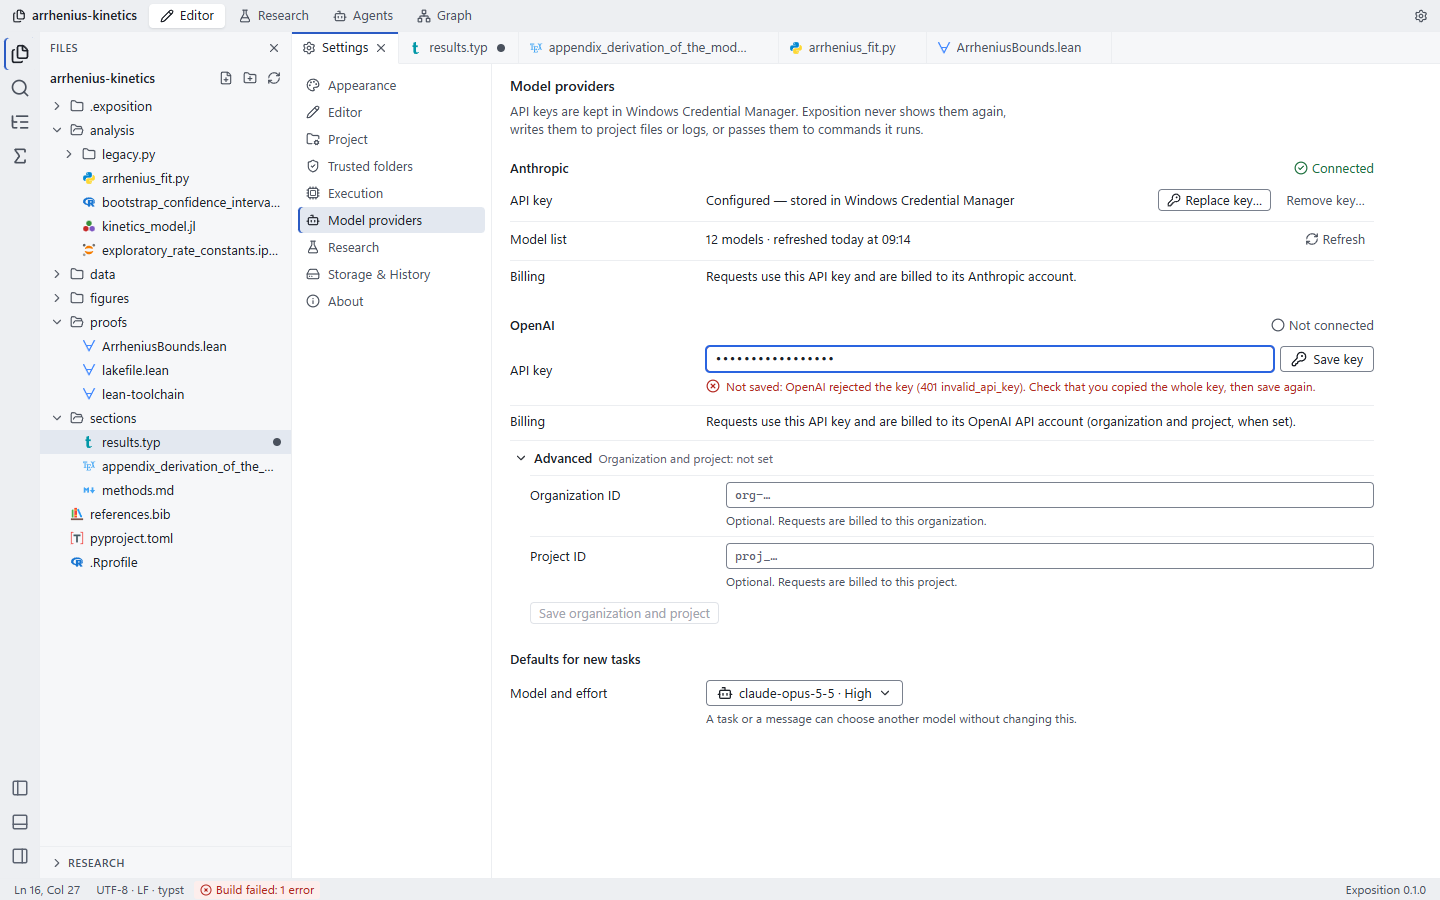 arrhenius-kinetics
Editor
Research
Agents
Graph
FILES
arrhenius-kinetics
.exposition
analysis
legacy.py
arrhenius_fit.py
bootstrap_confidence_interva...
kinetics_model.jl
exploratory_rate_constants.ip...
data
figures
proofs
ArrheniusBounds.lean
lakefile.lean
lean-toolchain
sections
results.typ
appendix_derivation_of_the_...
methods.md
references.bib
pyproject.toml
.Rprofile
RESEARCH
Settings
results.typ
appendix_derivation_of_the_mod...
arrhenius_fit.py
ArrheniusBounds.lean
Appearance
Editor
Project
Trusted folders
Execution
Model providers
Research
Storage & History
About
Model providers
API keys are kept in Windows Credential Manager. Exposition never shows them again,
writes them to project files or logs, or passes them to commands it runs.
Anthropic
Connected
API key
Configured — stored in Windows Credential Manager
Replace key...
Remove key...
Model list
12 models · refreshed today at 09:14
Refresh
Billing
Requests use this API key and are billed to its Anthropic account.
OpenAI
Not connected
API key
•••••••••••••••••
Save key
Not saved: OpenAI rejected the key (401 invalid_api_key). Check that you copied the whole key, then save again.
Billing
Requests use this API key and are billed to its OpenAI API account (organization and project, when set).
Advanced Organization and project: not set
Organization ID
org-…
Optional. Requests are billed to this organization.
Project ID
proj_…
Optional. Requests are billed to this project.
Save organization and project
Defaults for new tasks
Model and effort
claude-opus-5-5 · High
A task or a message can choose another model without changing this.
Ln 16, Col 27
UTF-8 · LF · typst
Build failed: 1 error
Exposition 0.1.0